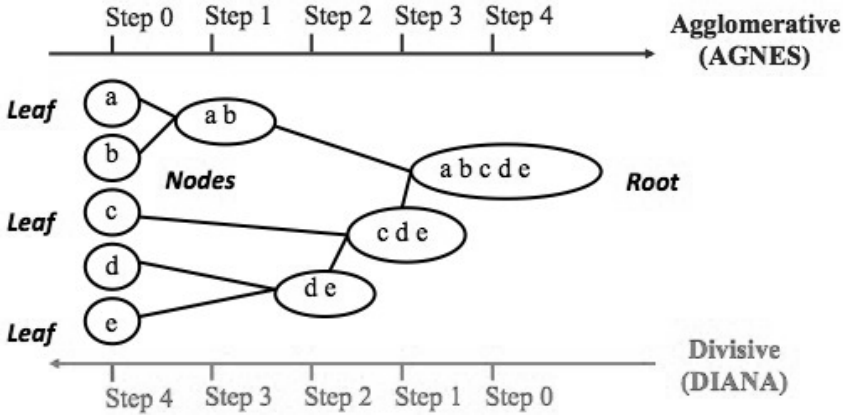 Step 0 Step 1 Step 2 Step 3 Step 4
Agglomerative
(AGNES)
Leaf
a
a b
b
Nodes
a b c d e
Root
Leaf
c
c d e
d
d e
Leaf
e
Divisive
(DIANA)
Step 4 Step 3 Step 2 Step 1 Step 0